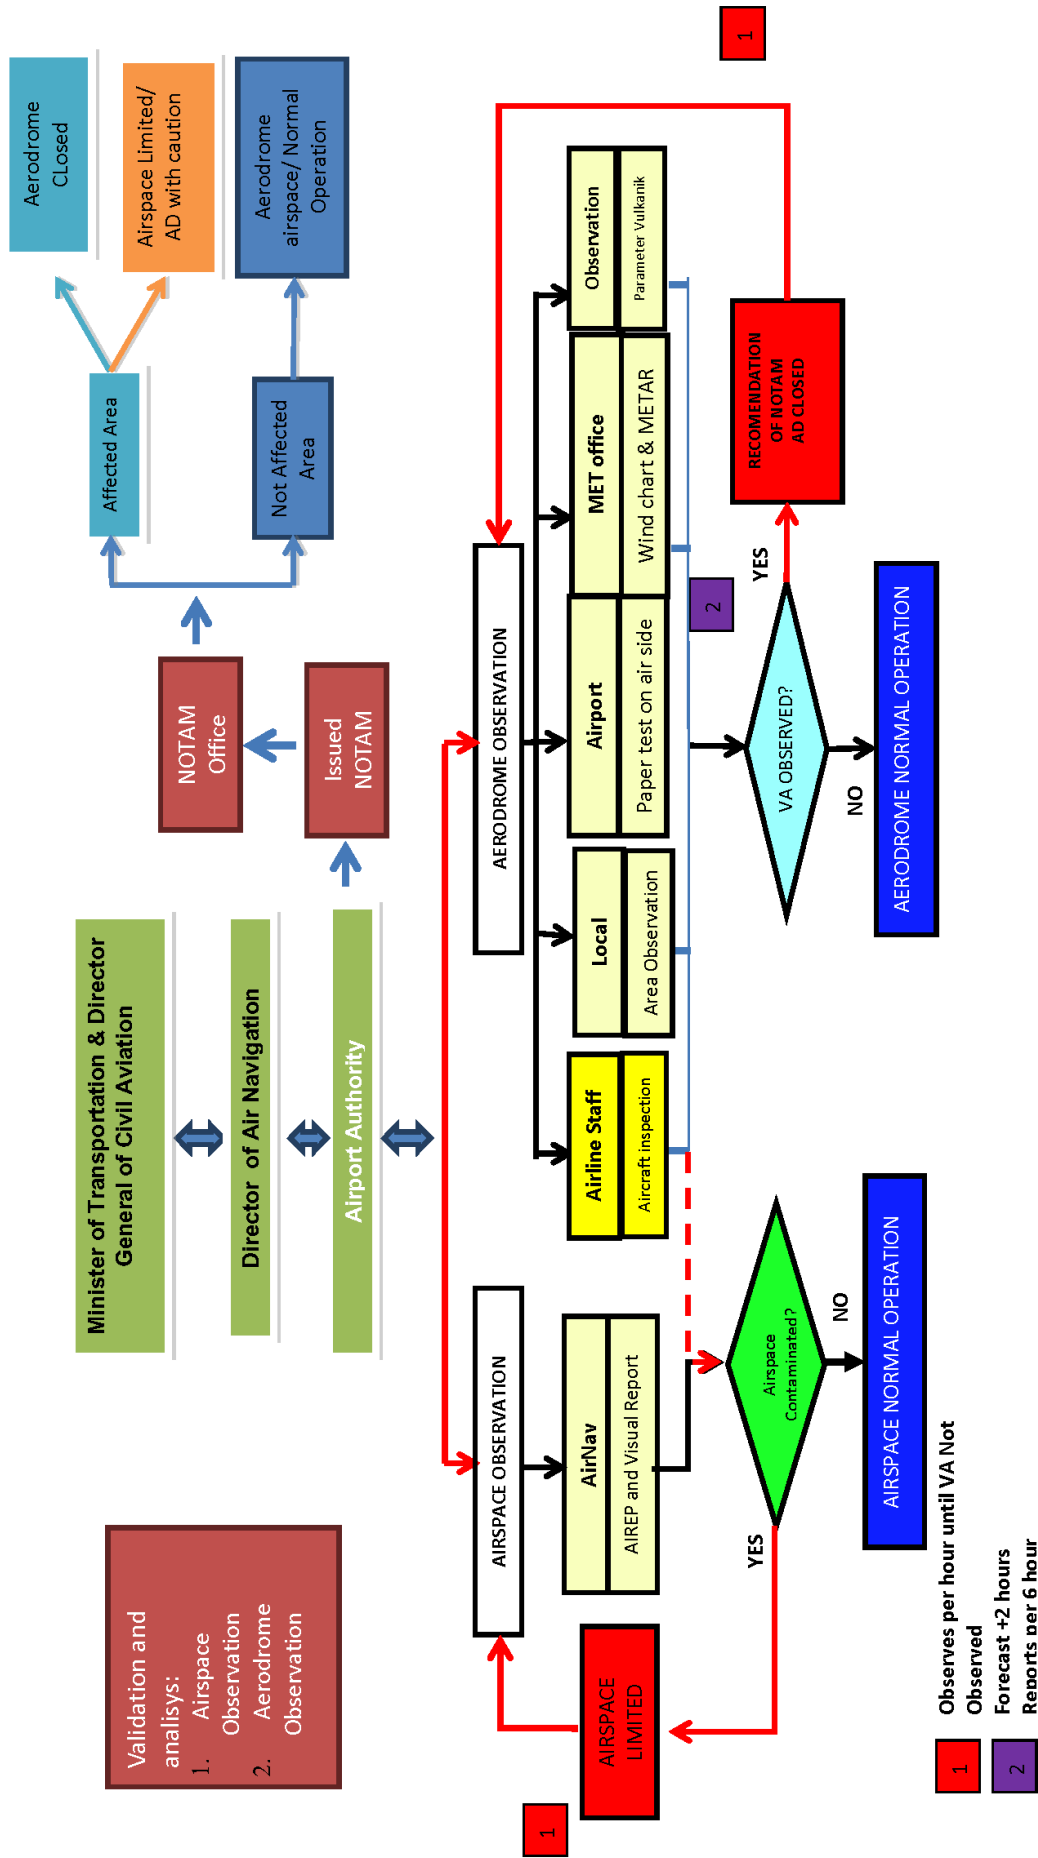 Validation and
analisys:
1. Airspace
Observation
2. Aerodrome
Observation
Minister of Transportation & Director
General of Civil Aviation
Director of Air Navigation
Airport Authority
Issued
NOTAM
NOTAM
Office
Affected Area
Not Affected
Area
Aerodrome
CLosed
Airspace Limited/
AD with caution
Aerodrome
airspace/ Normal
Operation
AIRSPACE OBSERVATION
AERODROME OBSERVATION
AirNav
AIREP and Visual Report
Airline Staff
Aircraft inspection
Local
Area Observation
Airport
Paper test on air side
MET office
Wind chart & METAR
Observation
Parameter Vulkanik
1
AIRSPACE
LIMITED
YES
Airspace
Contaminated?
NO
AIRSPACE NORMAL OPERATION
2
VA OBSERVED?
YES
NO
AERODROME NORMAL OPERATION
RECOMENDATION
OF NOTAM
AD CLOSED
1
1
Observes per hour until VA Not
Observed
2
Forecast +2 hours
Reports per 6 hour